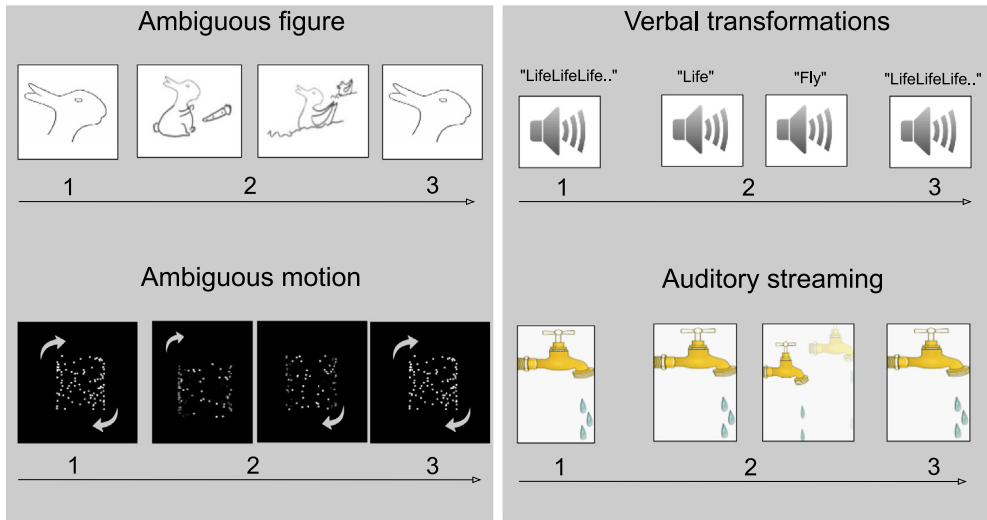 Ambiguous figure
1 2 3
Verbal transformations
"LifeLifeLife.." "Life" "Fly" "LifeLifeLife.."
1 2 3
Ambiguous motion
1 2 3
Auditory streaming
1 2 3